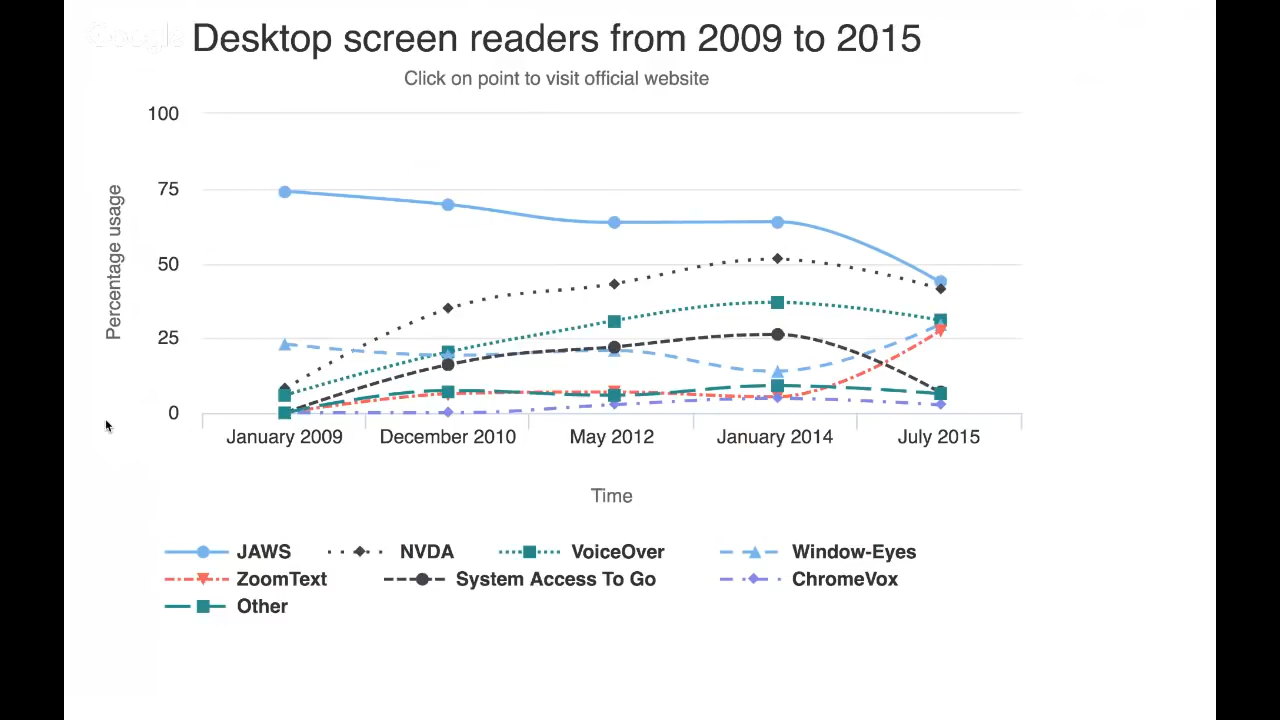 Google
Desktop screen readers from 2009 to 2015
Click on point to visit official website
100
75
50
25
0
Percentage usage
January 2009 December 2010 May 2012 January 2014 July 2015
Time
JAWS NVDA VoiceOver Window-Eyes
ZoomText System Access To Go ChromeVox
Other